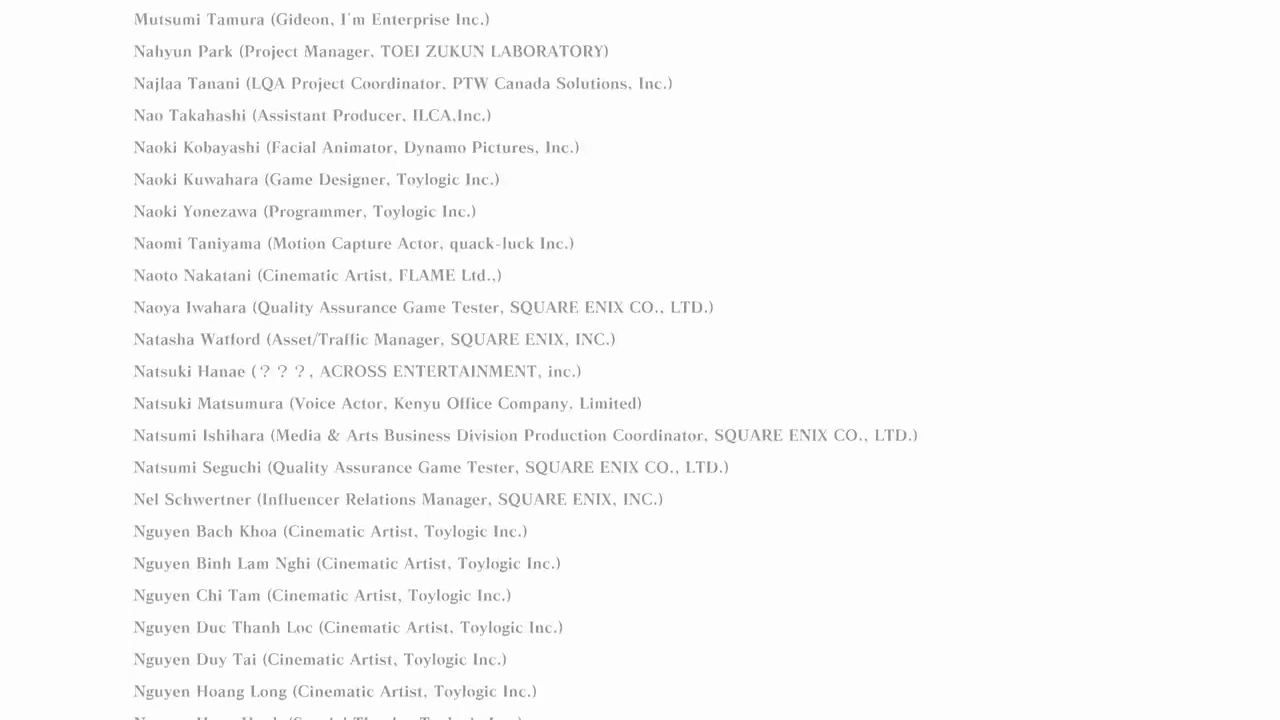 Mutsumi Tamura (Gideon, I'm Enterprise Inc.)
Nahyun Park (Project Manager, TOEI ZUKUN LABORATORY)
Najlaa Tanani (LQA Project Coordinator, PTW Canada Solutions, Inc.)
Nao Takahashi (Assistant Producer, ILCA,Inc.)
Naoki Kobayashi (Facial Animator, Dynamo Pictures, Inc.)
Naoki Kuwahara (Game Designer, Toylogic Inc.)
Naoki Yonezawa (Programmer, Toylogic Inc.)
Naomi Taniyama (Motion Capture Actor, quack-luck Inc.)
Naoto Nakatani (Cinematic Artist, FLAME Ltd.,)
Naoya Iwahara (Quality Assurance Game Tester, SQUARE ENIX CO., LTD.)
Natasha Watford (Asset/Traffic Manager, SQUARE ENIX, INC.)
Natsuki Hanae (？？？, ACROSS ENTERTAINMENT, inc.)
Natsuki Matsumura (Voice Actor, Kenyu Office Company, Limited)
Natsumi Ishihara (Media & Arts Business Division Production Coordinator, SQUARE ENIX CO., LTD.)
Natsumi Seguchi (Quality Assurance Game Tester, SQUARE ENIX CO., LTD.)
Nel Schwertner (Influencer Relations Manager, SQUARE ENIX, INC.)
Nguyen Bach Khoa (Cinematic Artist, Toylogic Inc.)
Nguyen Binh Lam Nghi (Cinematic Artist, Toylogic Inc.)
Nguyen Chi Tam (Cinematic Artist, Toylogic Inc.)
Nguyen Duc Thanh Loc (Cinematic Artist, Toylogic Inc.)
Nguyen Duy Tai (Cinematic Artist, Toylogic Inc.)
Nguyen Hoang Long (Cinematic Artist, Toylogic Inc.)